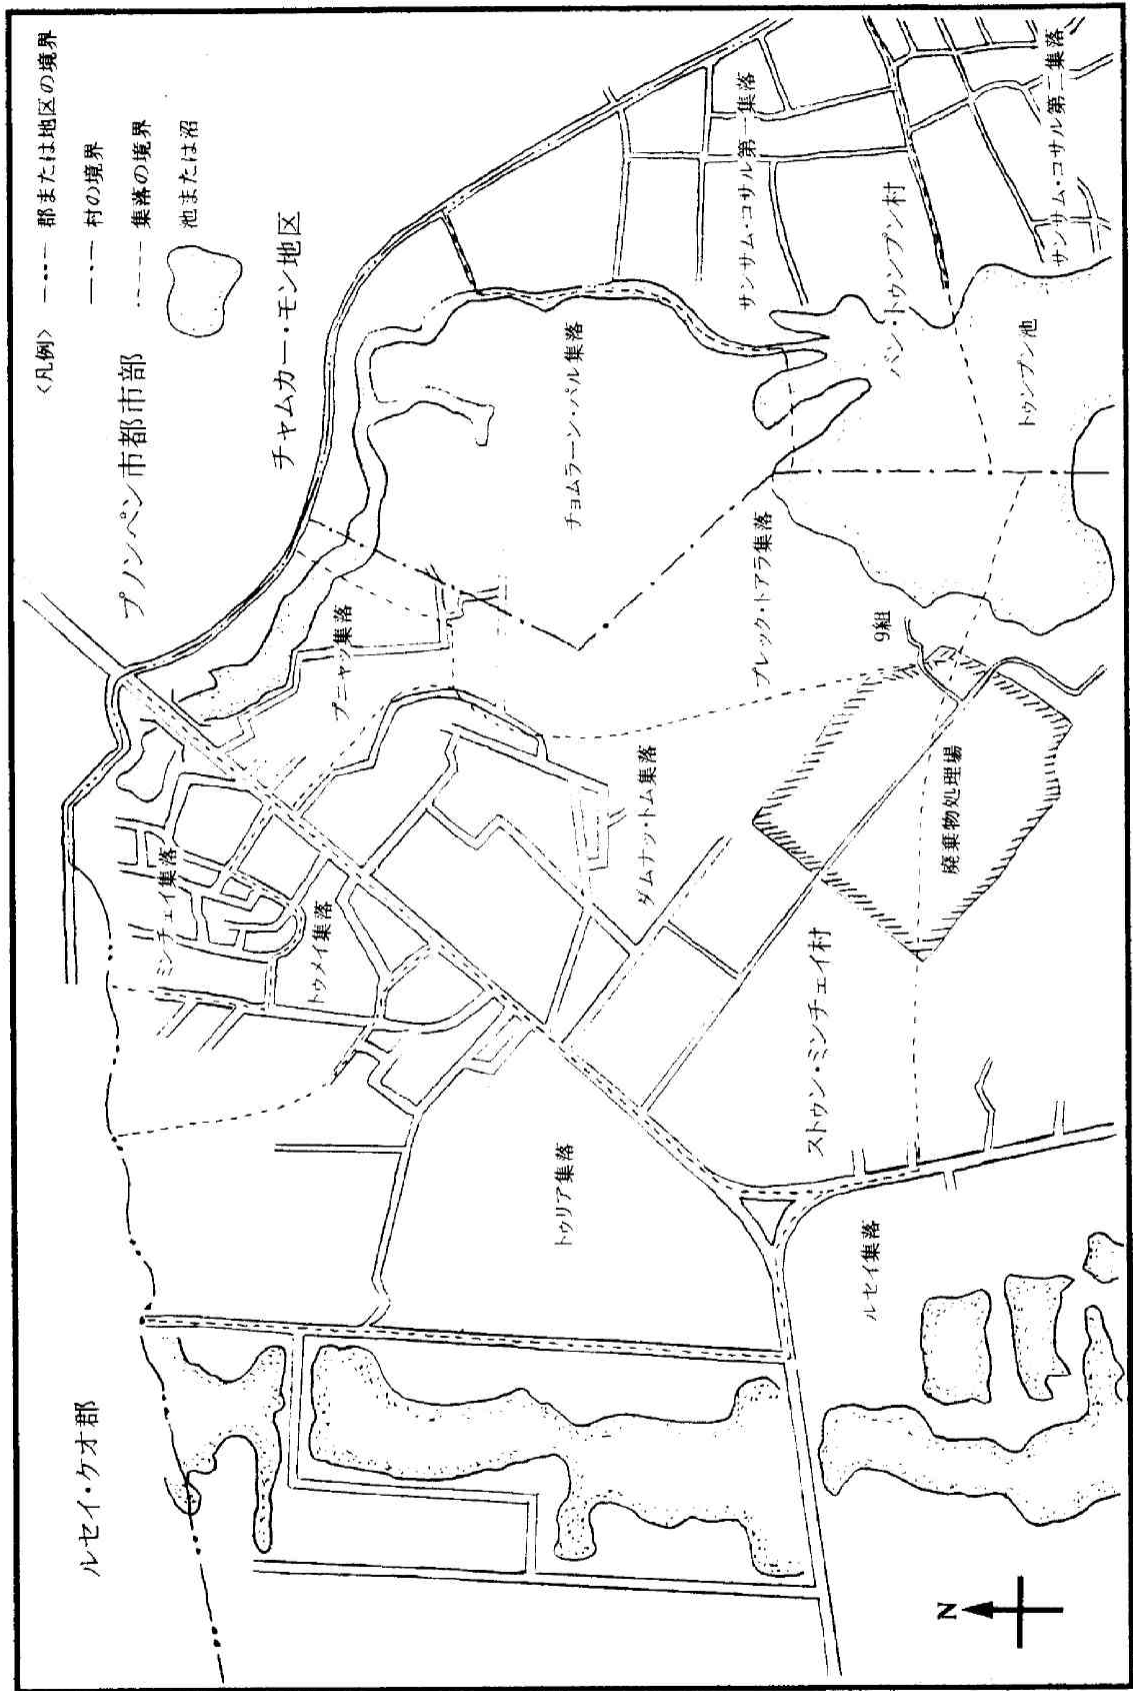 〈凡例〉
郡または地区の境界
村の境界
集落の境界
池または沼
プノンペン市都市部
チャムカー・モン地区
ルセイ・ケオ郡
ミンチェイ集落
トゥメイ集落
プニャッ集落
チョムラーン・パル集落
サンサム・コサル第一集落
サンサム・コサル第二集落
バン・トゥンプン村
トゥンプン池
プレック・トアラ集落
9組
ダムナッ・トム集落
廃棄物処理場
ストゥン・ミンチェイ村
トゥリア集落
ルセイ集落
N